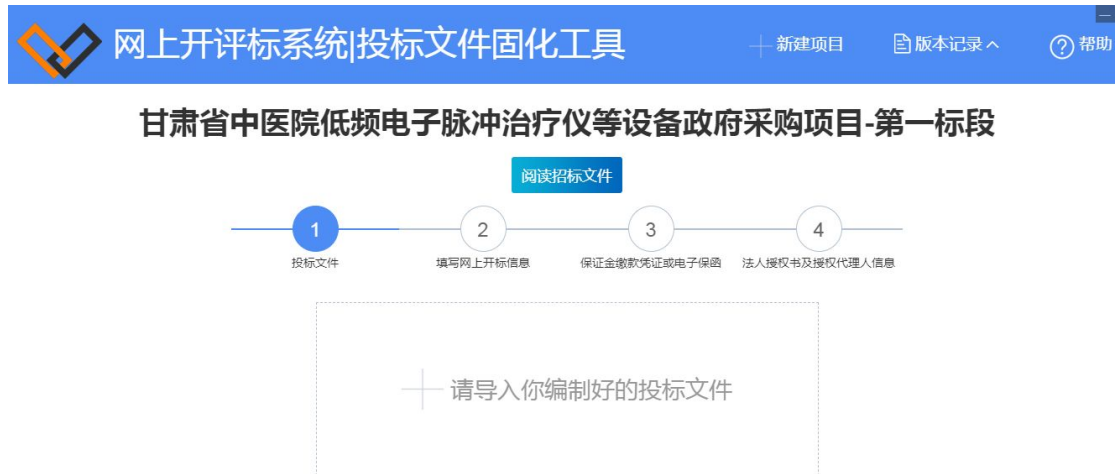 网上开评标系统|投标文件固化工具
新建项目
版本记录
帮助
甘肃省中医院低频电子脉冲治疗仪等设备政府采购项目-第一标段
阅读招标文件
1
2
3
4
投标文件
填写网上开标信息
保证金缴款凭证或电子保函
法人授权书及授权代理人信息
请导入你编制好的投标文件